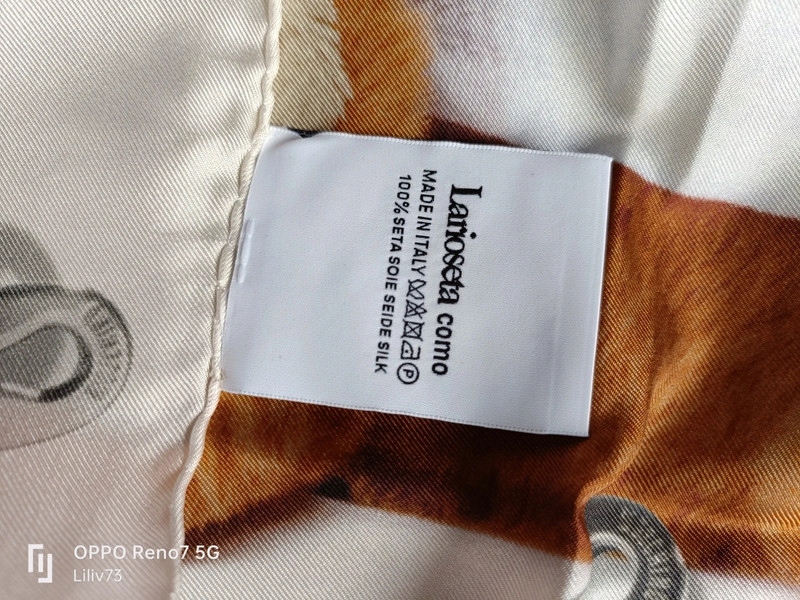 Larioseta como
MADE IN ITALY
100% SETA SOIE SEIDE SILK
OPPO Reno7 5G
Liliv73